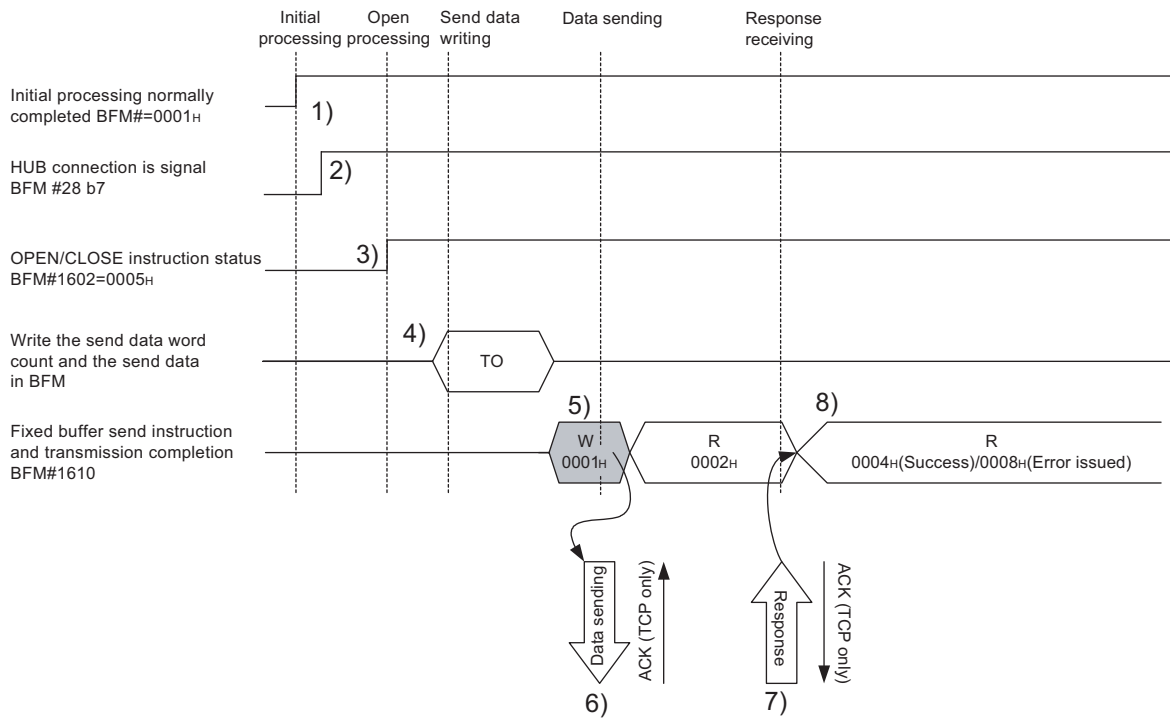 Initial
processing
Open
processing
Send data
writing
Data sending
Response
receiving
Initial processing normally
completed BFM#=0001H
1)
HUB connection is signal
BFM #28 b7
2)
OPEN/CLOSE instruction status
BFM#1602=0005H
3)
Write the send data word
count and the send data
in BFM
4)
TO
Fixed buffer send instruction
and transmission completion
BFM#1610
5)
W
0001H
R
0002H
8)
R
0004H(Success)/0008H(Error issued)
Data sending
ACK (TCP only)
6)
Response
ACK (TCP only)
7)